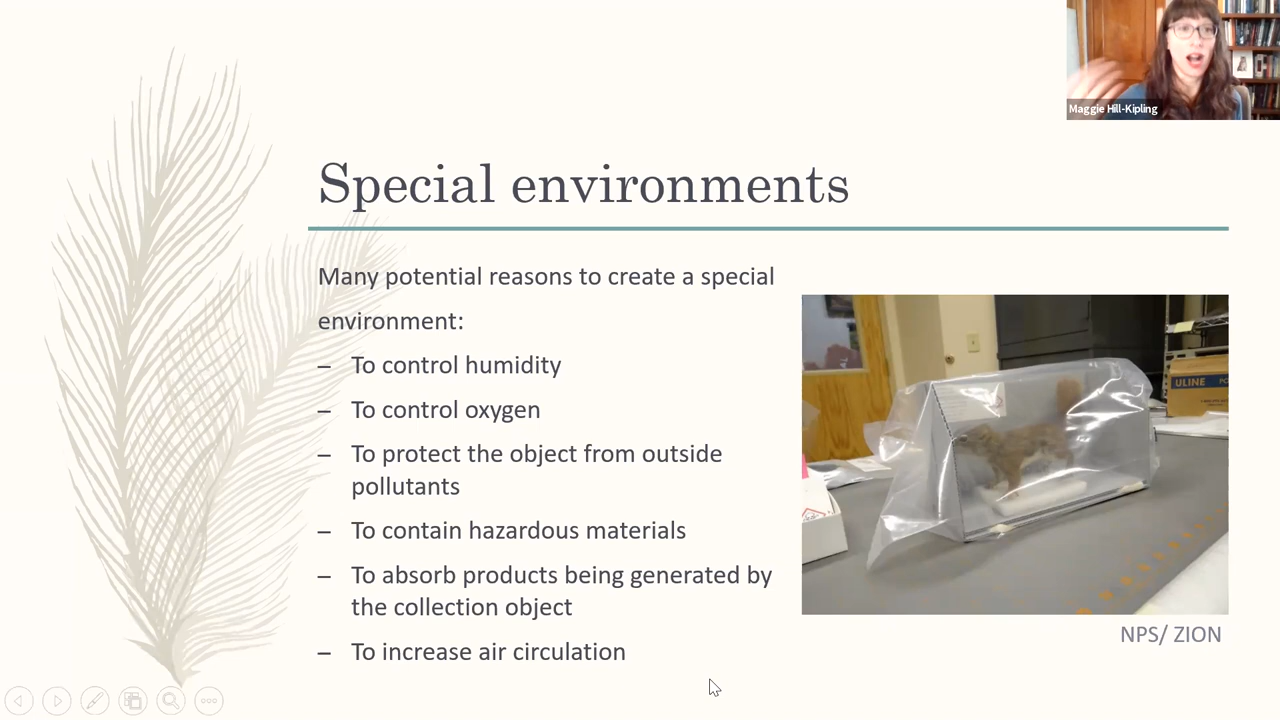 Maggie Hill-Kipling
Special environments
Many potential reasons to create a special
environment:
– To control humidity
– To control oxygen
– To protect the object from outside
pollutants
– To contain hazardous materials
– To absorb products being generated by
the collection object
– To increase air circulation
ULINE
NPS/ ZION